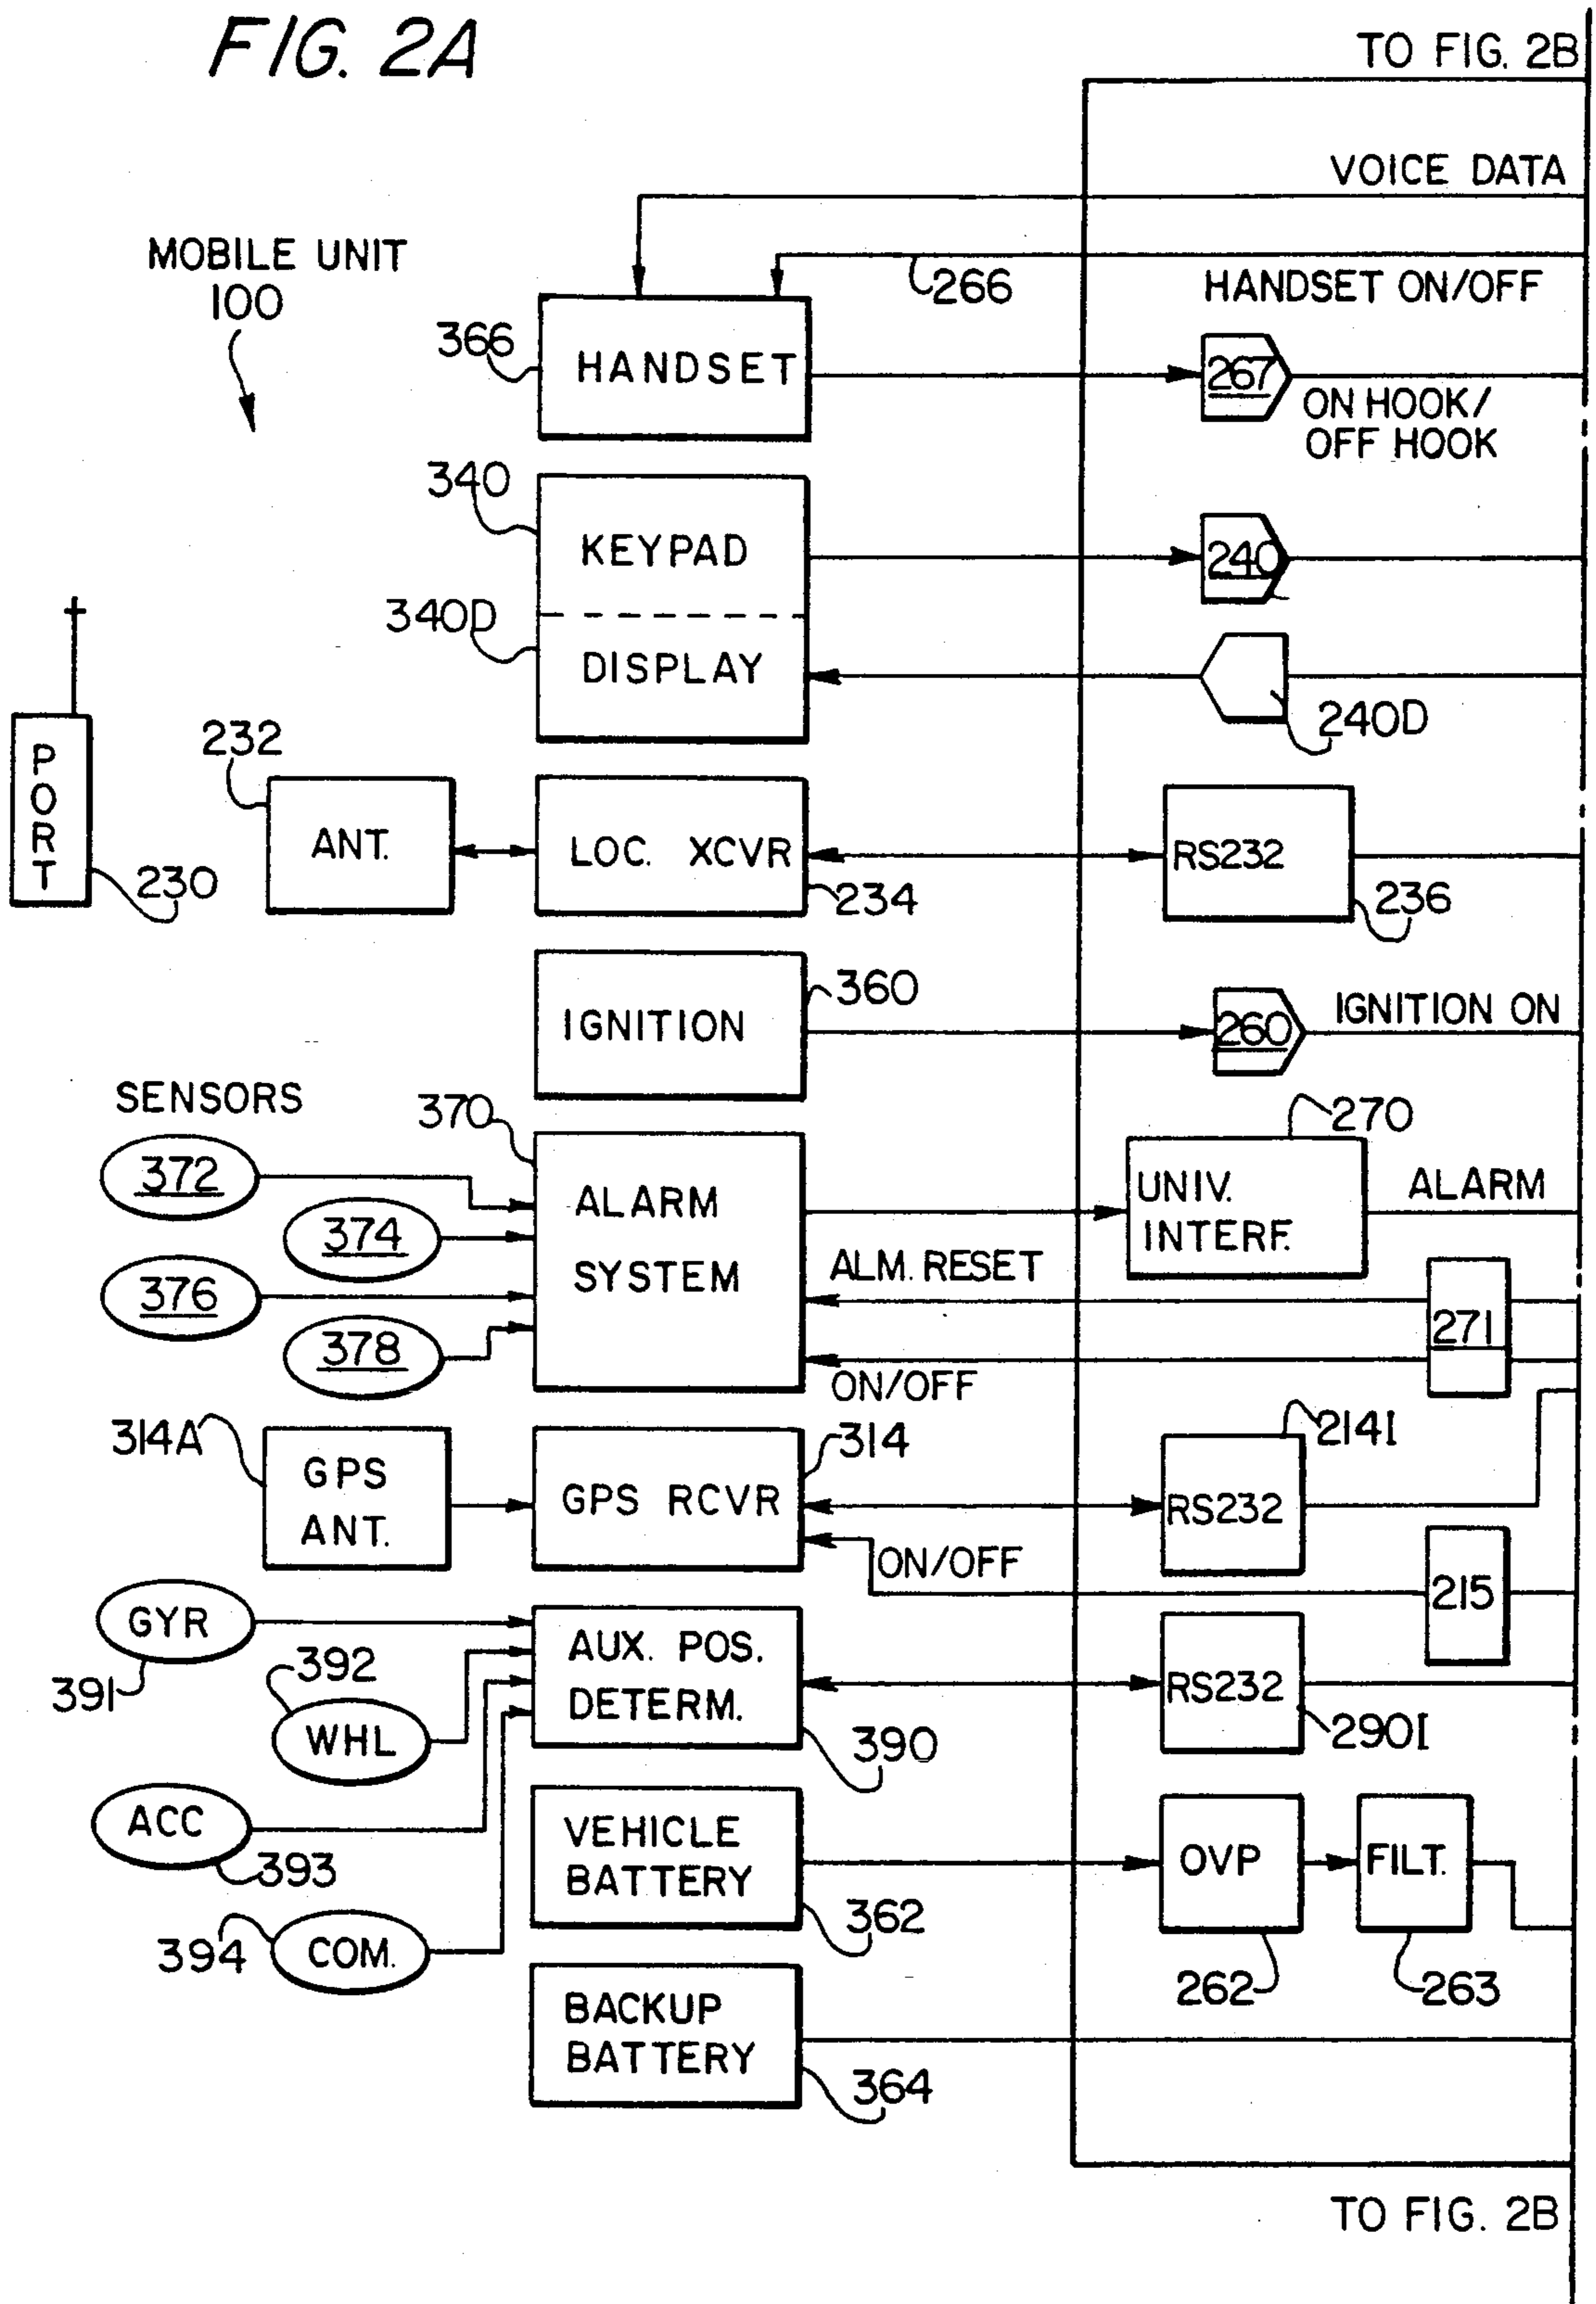 FIG. 2A
TO FIG. 2B
VOICE DATA
MOBILE UNIT
100
266
HANDSET ON/OFF
366
HANDSET
267
ON HOOK/
OFF HOOK
340
KEYPAD
240
340D
DISPLAY
240D
PORT
230
232
ANT.
LOC. XCVR
234
RS232
236
IGNITION
360
260
IGNITION ON
SENSORS
372
374
376
378
370
ALARM
SYSTEM
270
UNIV.
INTERF.
ALARM
ALM. RESET
271
ON/OFF
314A
GPS
ANT.
GPS RCVR
314
RS232
214I
ON/OFF
215
GYR
391
392
WHL
AUX. POS.
DETERM.
390
RS232
290I
ACC
393
394
COM.
VEHICLE
BATTERY
362
OVP
262
FILT.
263
BACKUP
BATTERY
364
TO FIG. 2B